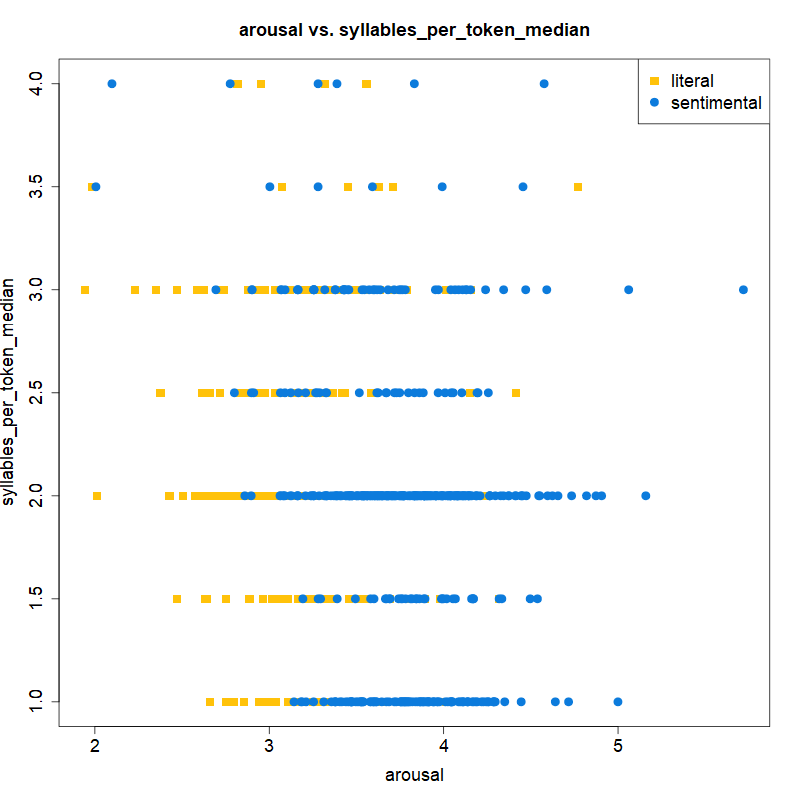 arousal vs. syllables_per_token_median
literal
sentimental
4.0
3.5
3.0
2.5
2.0
1.5
1.0
syllables_per_token_median
2
3
4
5
arousal